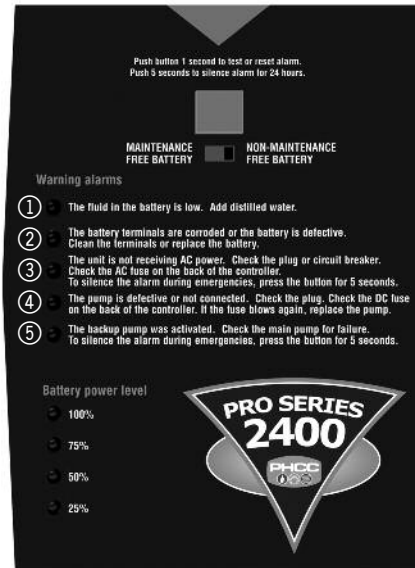 Push button 1 second to test or reset alarm.
Push 5 seconds to silence alarm for 24 hours.
MAINTENANCE
FREE BATTERY
NON-MAINTENANCE
FREE BATTERY
Warning alarms
① The fluid in the battery is low. Add distilled water.
② The battery terminals are corroded or the battery is defective.
Clean the terminals or replace the battery.
③ The unit is not receiving AC power. Check the plug or circuit breaker.
Check the AC fuse on the back of the controller.
To silence the alarm during emergencies, press the button for 5 seconds.
④ The pump is defective or not connected. Check the plug. Check the DC fuse
on the back of the controller. If the fuse blows again, replace the pump.
⑤ The backup pump was activated. Check the main pump for failure.
To silence the alarm during emergencies, press the button for 5 seconds.
Battery power level
100%
75%
50%
25%
PRO SERIES
2400
PHCC